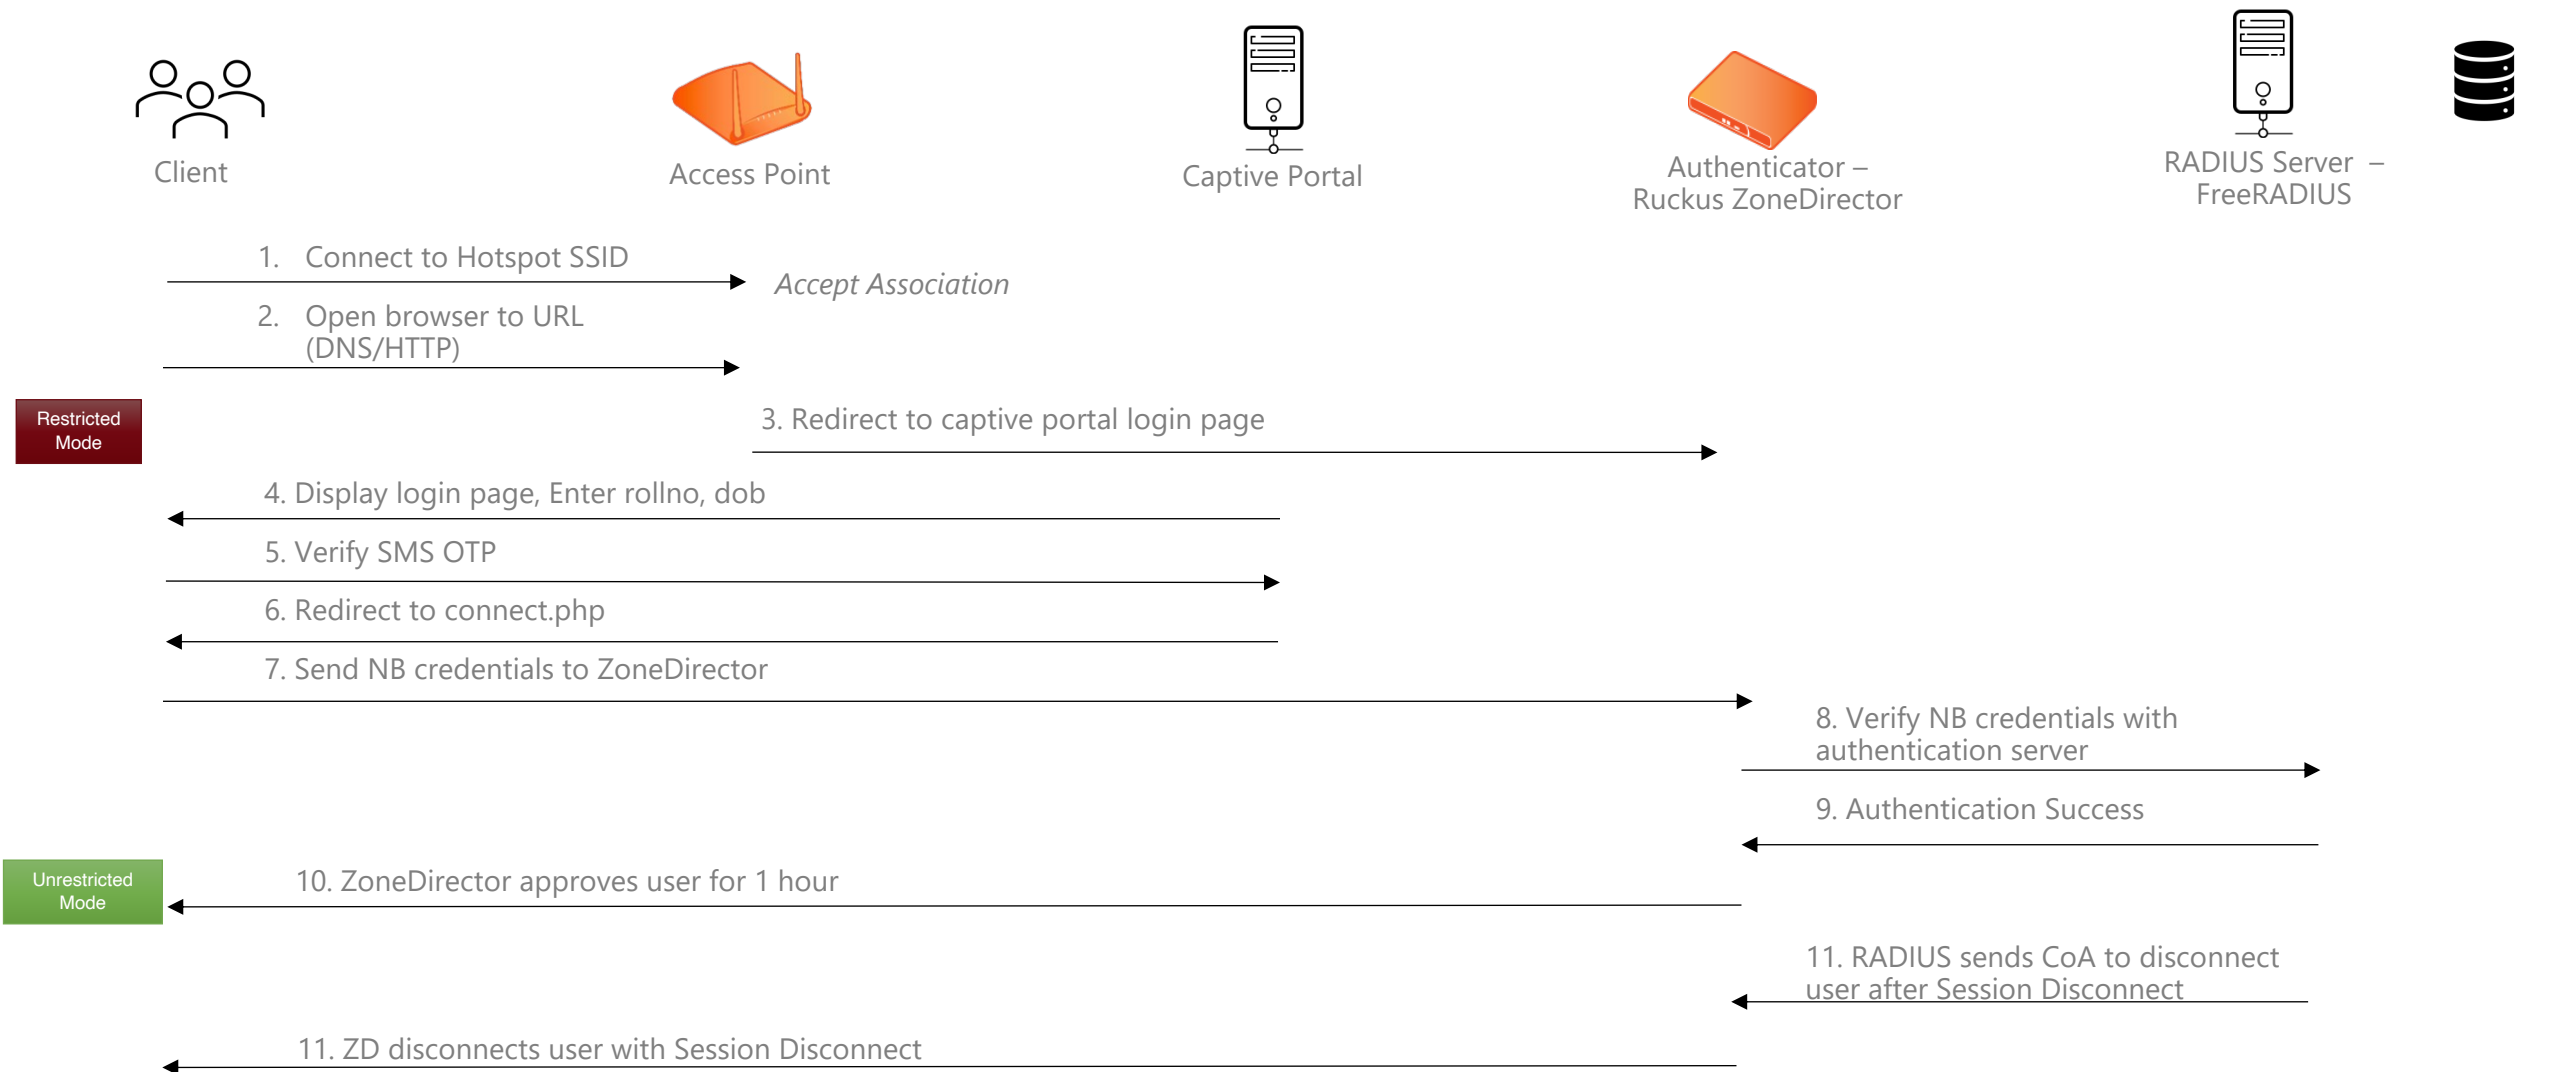 Client
Access Point
Captive Portal
Authenticator –
Ruckus ZoneDirector
RADIUS Server –
FreeRADIUS
1. Connect to Hotspot SSID
Accept Association
2. Open browser to URL
(DNS/HTTP)
Restricted
Mode
3. Redirect to captive portal login page
4. Display login page, Enter rollno, dob
5. Verify SMS OTP
6. Redirect to connect.php
7. Send NB credentials to ZoneDirector
8. Verify NB credentials with
authentication server
9. Authentication Success
Unrestricted
Mode
10. ZoneDirector approves user for 1 hour
11. RADIUS sends CoA to disconnect
user after Session Disconnect
11. ZD disconnects user with Session Disconnect